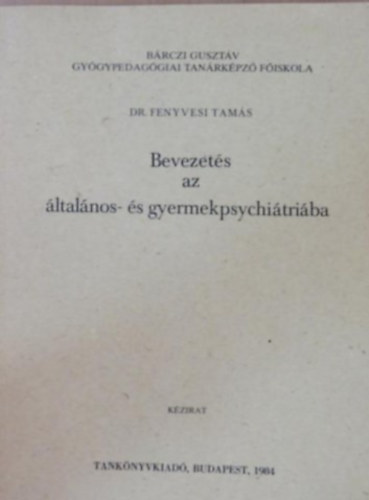 BÁRCZI GUSZTÁV
GYÓGYPEDAGÓGIAI TANÁRKÉPZŐ FŐISKOLA
DR. FENYVESI TAMÁS
Bevezetés
az
általános- és gyermekpsychiátriába
KÉZIRAT
TANKÖNYVKIADÓ, BUDAPEST, 1984